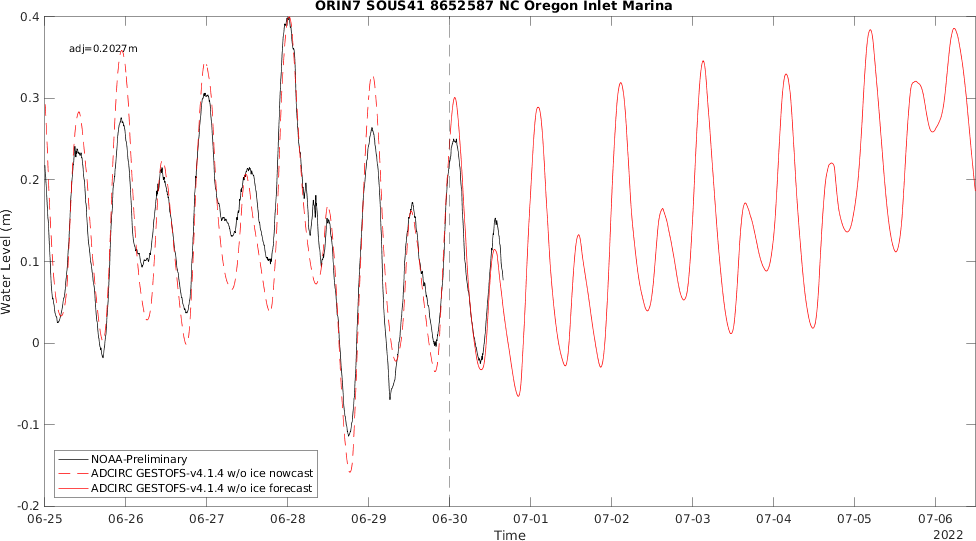 ORIN7 SOUS41 8652587 NC Oregon Inlet Marina
adj=0.2027m
0.4
0.3
0.2
0.1
0
-0.1
-0.2
Water Level (m)
NOAA-Preliminary
ADCIRC GESTOFS-v4.1.4 w/o ice nowcast
ADCIRC GESTOFS-v4.1.4 w/o ice forecast
06-25 06-26 06-27 06-28 06-29 06-30 07-01 07-02 07-03 07-04 07-05 07-06
Time
2022